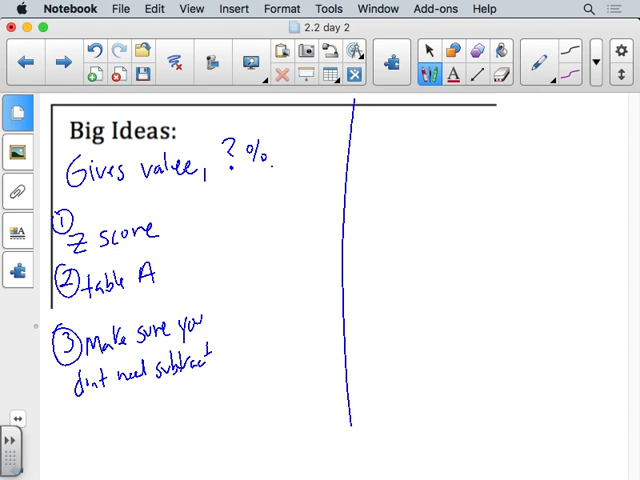 Notebook File Edit View Insert Format Tools Window Add-ons Help
2.2 day 2
Big Ideas:
Gives value, ? %.
① Z score
② table A
③ Make sure you
dint need subtract